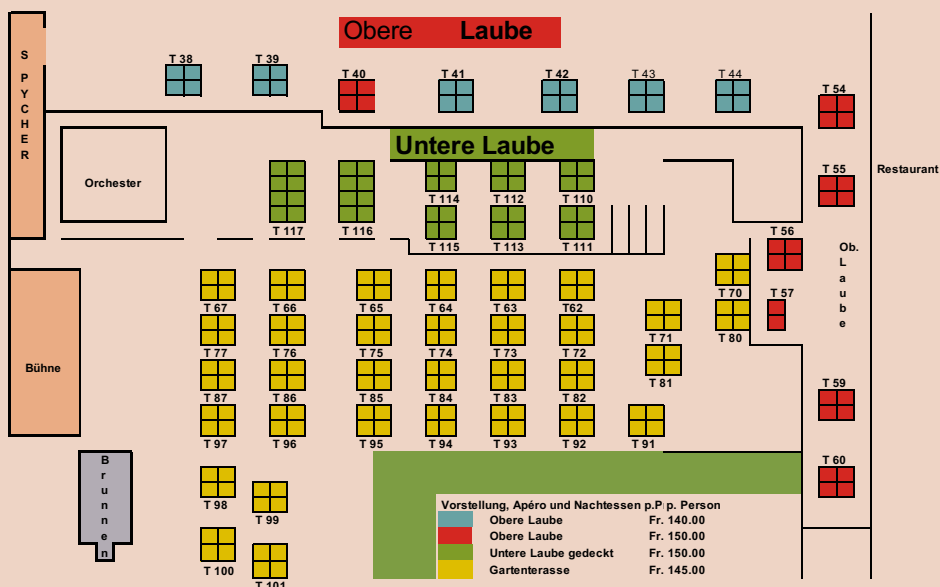 Obere Laube
T 38 T 39 T 40 T 41 T 42 T 43 T 44
T 54
SPYCHER
Untere Laube
Orchester
T 55
Restaurant
T 114 T 112 T 110
T 117 T 116
T 115 T 113 T 111
T 56
Ob.
Laube
T 70 T 57
T 67 T 66 T 65 T 64 T 63 T62
T 71 T 80
T 77 T 76 T 75 T 74 T 73 T 72
Bühne
T 81
T 59
T 87 T 86 T 85 T 84 T 83 T 82
T 97 T 96 T 95 T 94 T 93 T 92 T 91
Brunnen
T 60
T 98
T 99
T 100
T 101
Vorstellung, Apéro und Nachtessen p.P p. Person
Obere Laube Fr. 140.00
Obere Laube Fr. 150.00
Untere Laube gedeckt Fr. 150.00
Gartenterasse Fr. 145.00